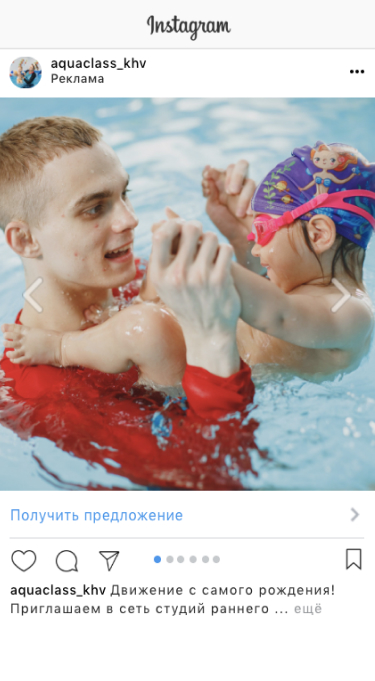 Instagram
aquaclass_khv
Реклама
Получить предложение
aquaclass_khv Движение с самого рождения!
Приглашаем в сеть студий раннего ... ещё